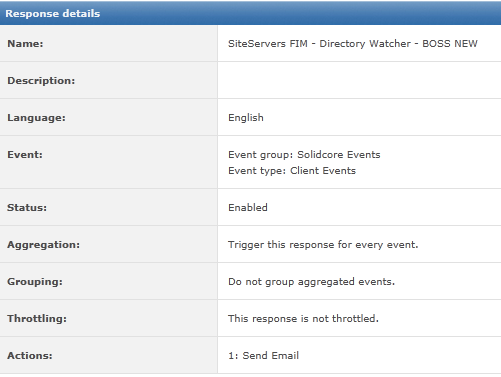 Response details
Name: SiteServers FIM - Directory Watcher - BOSS NEW
Description:
Language: English
Event: Event group: Solidcore Events
Event type: Client Events
Status: Enabled
Aggregation: Trigger this response for every event.
Grouping: Do not group aggregated events.
Throttling: This response is not throttled.
Actions: 1: Send Email